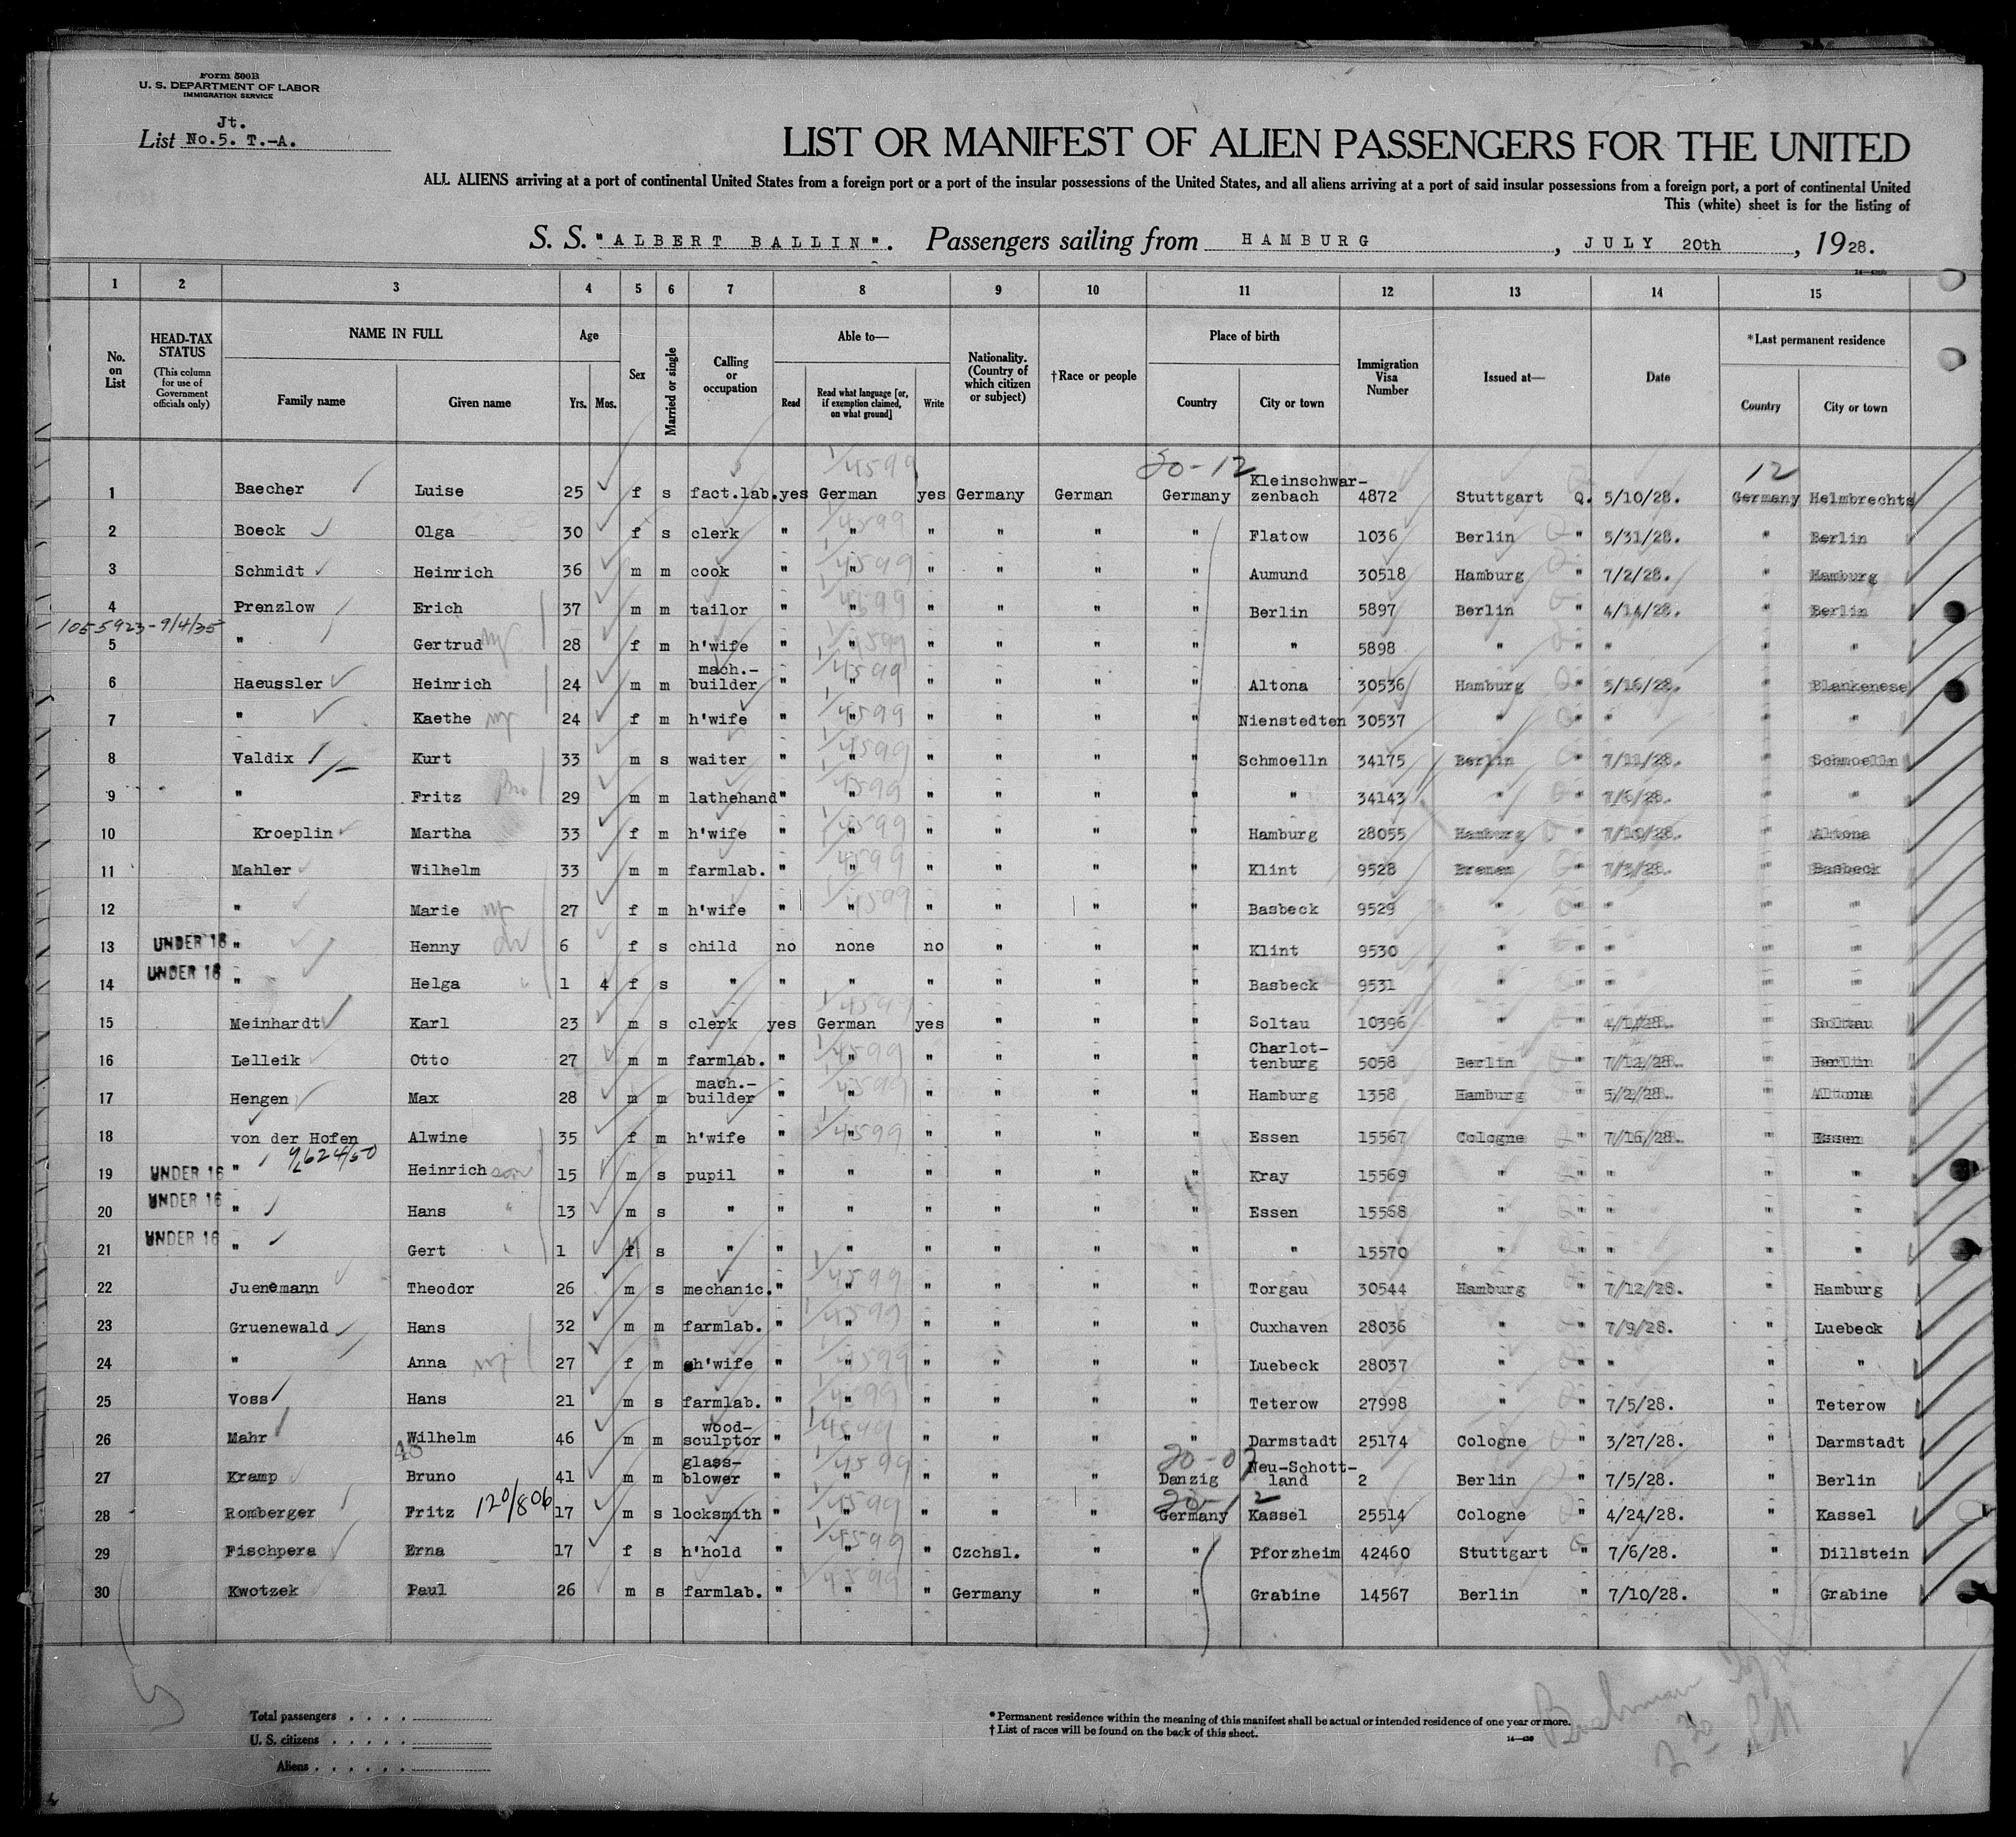 Form 500B
U. S. DEPARTMENT OF LABOR
IMMIGRATION SERVICE
Jt.
List No.5. T.-A.
LIST OR MANIFEST OF ALIEN PASSENGERS FOR THE UNITED
ALL ALIENS arriving at a port of continental United States from a foreign port or a port of the insular possessions of the United States, and all aliens arriving at a port of said insular possessions from a foreign port, a port of continental United
This (white) sheet is for the listing of
S. S. "ALBERT BALLIN". Passengers sailing from HAMBURG, JULY 20th, 1928.
1 2 3 4 5 6 7 8 9 10 11 12 13 14 15
No. on List
HEAD-TAX STATUS (This column for use of Government officials only)
NAME IN FULL
Family name Given name
Age
Yrs. Mos.
Sex
Married or single
Calling or occupation
Able to—
Read
Read what language [or, if exemption claimed, on what ground]
Write
Nationality. (Country of which citizen or subject)
†Race or people
Place of birth
Country City or town
Immigration Visa Number
Issued at—
Date
*Last permanent residence
Country City or town
1/4599 20-12 12
1 Baecher Luise 25 f s fact.lab. yes German yes Germany German Germany Kleinschwar-zenbach 4872 Stuttgart Q. 5/10/28. Germany Helmbrechts
2 Boeck Olga 30 f s clerk " " " " " " Flatow 1036 Berlin " 5/31/28. " Berlin
3 Schmidt Heinrich 36 m m cook " " " " " " Aumund 30518 Hamburg " 7/2/28. " Hamburg
4 Prenzlow Erich 37 m m tailor " " " " " " Berlin 5897 Berlin " 4/14/28. " Berlin
1055923-9/4/35
5 " Gertrud 28 f m h'wife " " " " " " " 5898 " " " " "
6 Haeussler Heinrich 24 m m mach.-builder " " " " " " Altona 30536 Hamburg " 5/16/28. " Blankenese
7 " Kaethe 24 f m h'wife " " " " " " Nienstedten 30537 " " " " "
8 Valdix Kurt 33 m s waiter " " " " " " Schmoelln 34175 Berlin " 7/11/28. " Schmoelln
9 " Fritz 29 m m lathehand " " " " " " " 34143 " " 7/6/28. " "
10 Kroeplin Martha 33 f m h'wife " " " " " " Hamburg 28055 Hamburg " 7/10/28. " Altona
11 Mahler Wilhelm 33 m m farmlab. " " " " " " Klint 9528 Bremen " 7/3/28. " Basbeck
12 " Marie 27 f m h'wife " " " " " " Basbeck 9529 " " " " "
13 UNDER 16 " Henny 6 f s child no none no " " " Klint 9530 " " " " "
14 UNDER 16 " Helga 1 4 f s " " " " " " " Basbeck 9531 " " " " "
15 Meinhardt Karl 23 m s clerk yes German yes " " " Soltau 10396 " " 4/1/28. " Soltau
16 Lelleik Otto 27 m m farmlab. " " " " " " Charlot-tenburg 5058 Berlin " 7/12/28. " Berlin
17 Hengen Max 28 m m mach.-builder " " " " " " Hamburg 1358 Hamburg " 5/2/28. " Altona
18 von der Hofen Alwine 35 f m h'wife " " " " " " Essen 15567 Cologne " 7/16/28. " Essen
19 UNDER 16 " Heinrich son 15 m s pupil " " " " " " Kray 15569 " " " " "
20 UNDER 16 " Hans " 13 m s " " " " " " " Essen 15568 " " " " "
21 UNDER 16 " Gert " 1 M s " " " " " " " " 15570 " " " " "
22 Juenemann Theodor 26 m s mechanic. " " " " " " Torgau 30544 Hamburg " 7/12/28. " Hamburg
23 Gruenewald Hans 32 m m farmlab. " " " " " " Cuxhaven 28036 " " 7/9/28. " Luebeck
24 " Anna 27 f m h'wife " " " " " " Luebeck 28037 " " " " "
25 Voss Hans 21 m s farmlab. " " " " " " Teterow 27998 " " 7/5/28. " Teterow
26 Mahr Wilhelm 46 m m wood-sculptor " " " " " " Darmstadt 25174 Cologne " 3/27/28. " Darmstadt
27 Kramp 48 Bruno 41 m m glass-blower " " " " " Danzig Neu-Schott-land 2 Berlin " 7/5/28. " Berlin
28 Romberger Fritz 120/806 17 m s locksmith " " " " " Germany Kassel 25514 Cologne " 4/24/28. " Kassel
29 Fischpera Erna 17 f s h'hold " " " Czchsl. " " Pforzheim 42460 Stuttgart " 7/6/28. " Dillstein
30 Kwotzek Paul 26 m s farmlab. " " " Germany " " Grabine 14567 Berlin " 7/10/28. " Grabine
Total passengers . . . .
U. S. citizens . . . . .
Aliens . . . . . .
* Permanent residence within the meaning of this manifest shall be actual or intended residence of one year or more.
† List of races will be found on the back of this sheet.